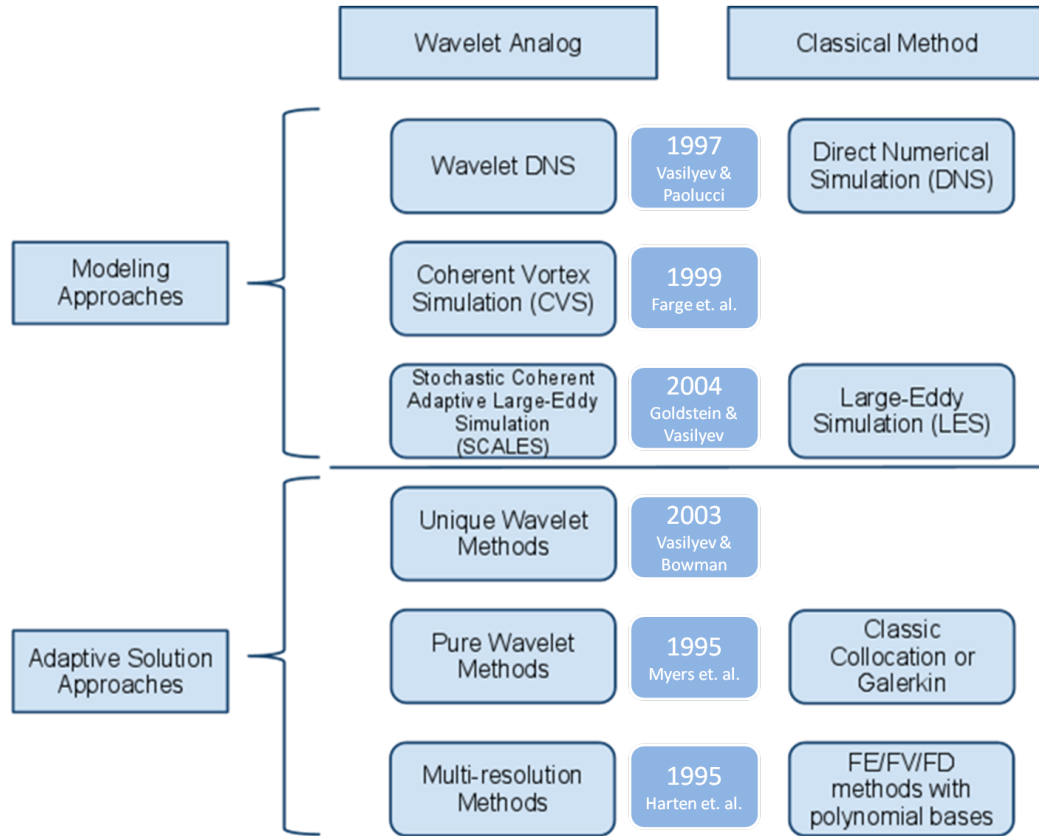 Wavelet Analog
Classical Method
Modeling
Approaches
Wavelet DNS
1997
Vasilyev &
Paolucci
Direct Numerical
Simulation (DNS)
Coherent Vortex
Simulation (CVS)
1999
Farge et. al.
Stochastic Coherent
Adaptive Large-Eddy
Simulation
(SCALES)
2004
Goldstein &
Vasilyev
Large-Eddy
Simulation (LES)
Adaptive Solution
Approaches
Unique Wavelet
Methods
2003
Vasilyev &
Bowman
Pure Wavelet
Methods
1995
Myers et. al.
Classic
Collocation or
Galerkin
Multi-resolution
Methods
1995
Harten et. al.
FE/FV/FD
methods with
polynomial bases